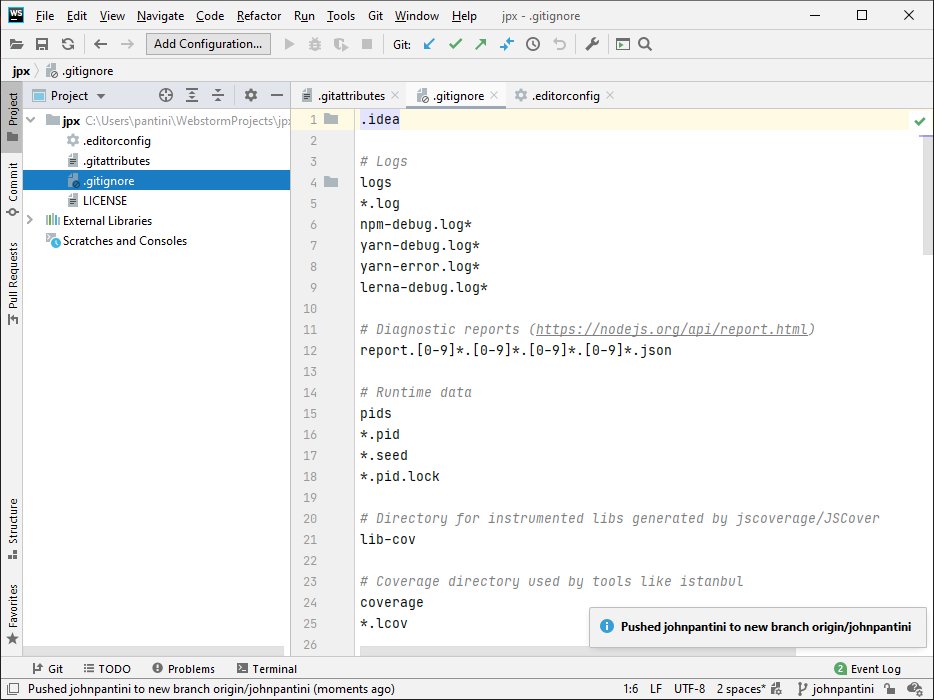 WS File Edit View Navigate Code Refactor Run Tools Git Window Help jpx - .gitignore
Add Configuration... Git:
jpx .gitignore
Project
.gitattributes .gitignore .editorconfig
Project
Commit
Pull Requests
Structure
Favorites
jpx C:\Users\pantini\WebstormProjects\jpx
.editorconfig
.gitattributes
.gitignore
LICENSE
External Libraries
Scratches and Consoles
1 .idea
2
3 # Logs
4 logs
5 *.log
6 npm-debug.log*
7 yarn-debug.log*
8 yarn-error.log*
9 lerna-debug.log*
10
11 # Diagnostic reports (https://nodejs.org/api/report.html)
12 report.[0-9]*.[0-9]*.[0-9]*.[0-9]*.json
13
14 # Runtime data
15 pids
16 *.pid
17 *.seed
18 *.pid.lock
19
20 # Directory for instrumented libs generated by jscoverage/JSCover
21 lib-cov
22
23 # Coverage directory used by tools like istanbul
24 coverage
25 *.lcov
26
Pushed johnpantini to new branch origin/johnpantini
Git TODO Problems Terminal 2 Event Log
Pushed johnpantini to new branch origin/johnpantini (moments ago) 1:6 LF UTF-8 2 spaces* johnpantini